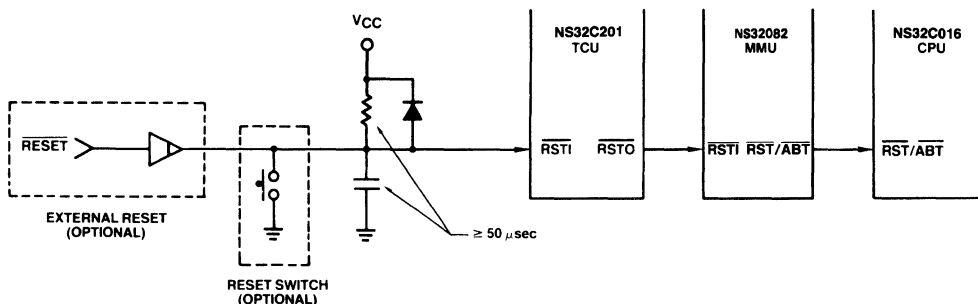 VCC
NS32C201
TCU
NS32082
MMU
NS32C016
CPU
RESET
RSTI
RSTO
RSTI
RST/ABT
RST/ABT
EXTERNAL RESET
(OPTIONAL)
≥ 50 μsec
RESET SWITCH
(OPTIONAL)